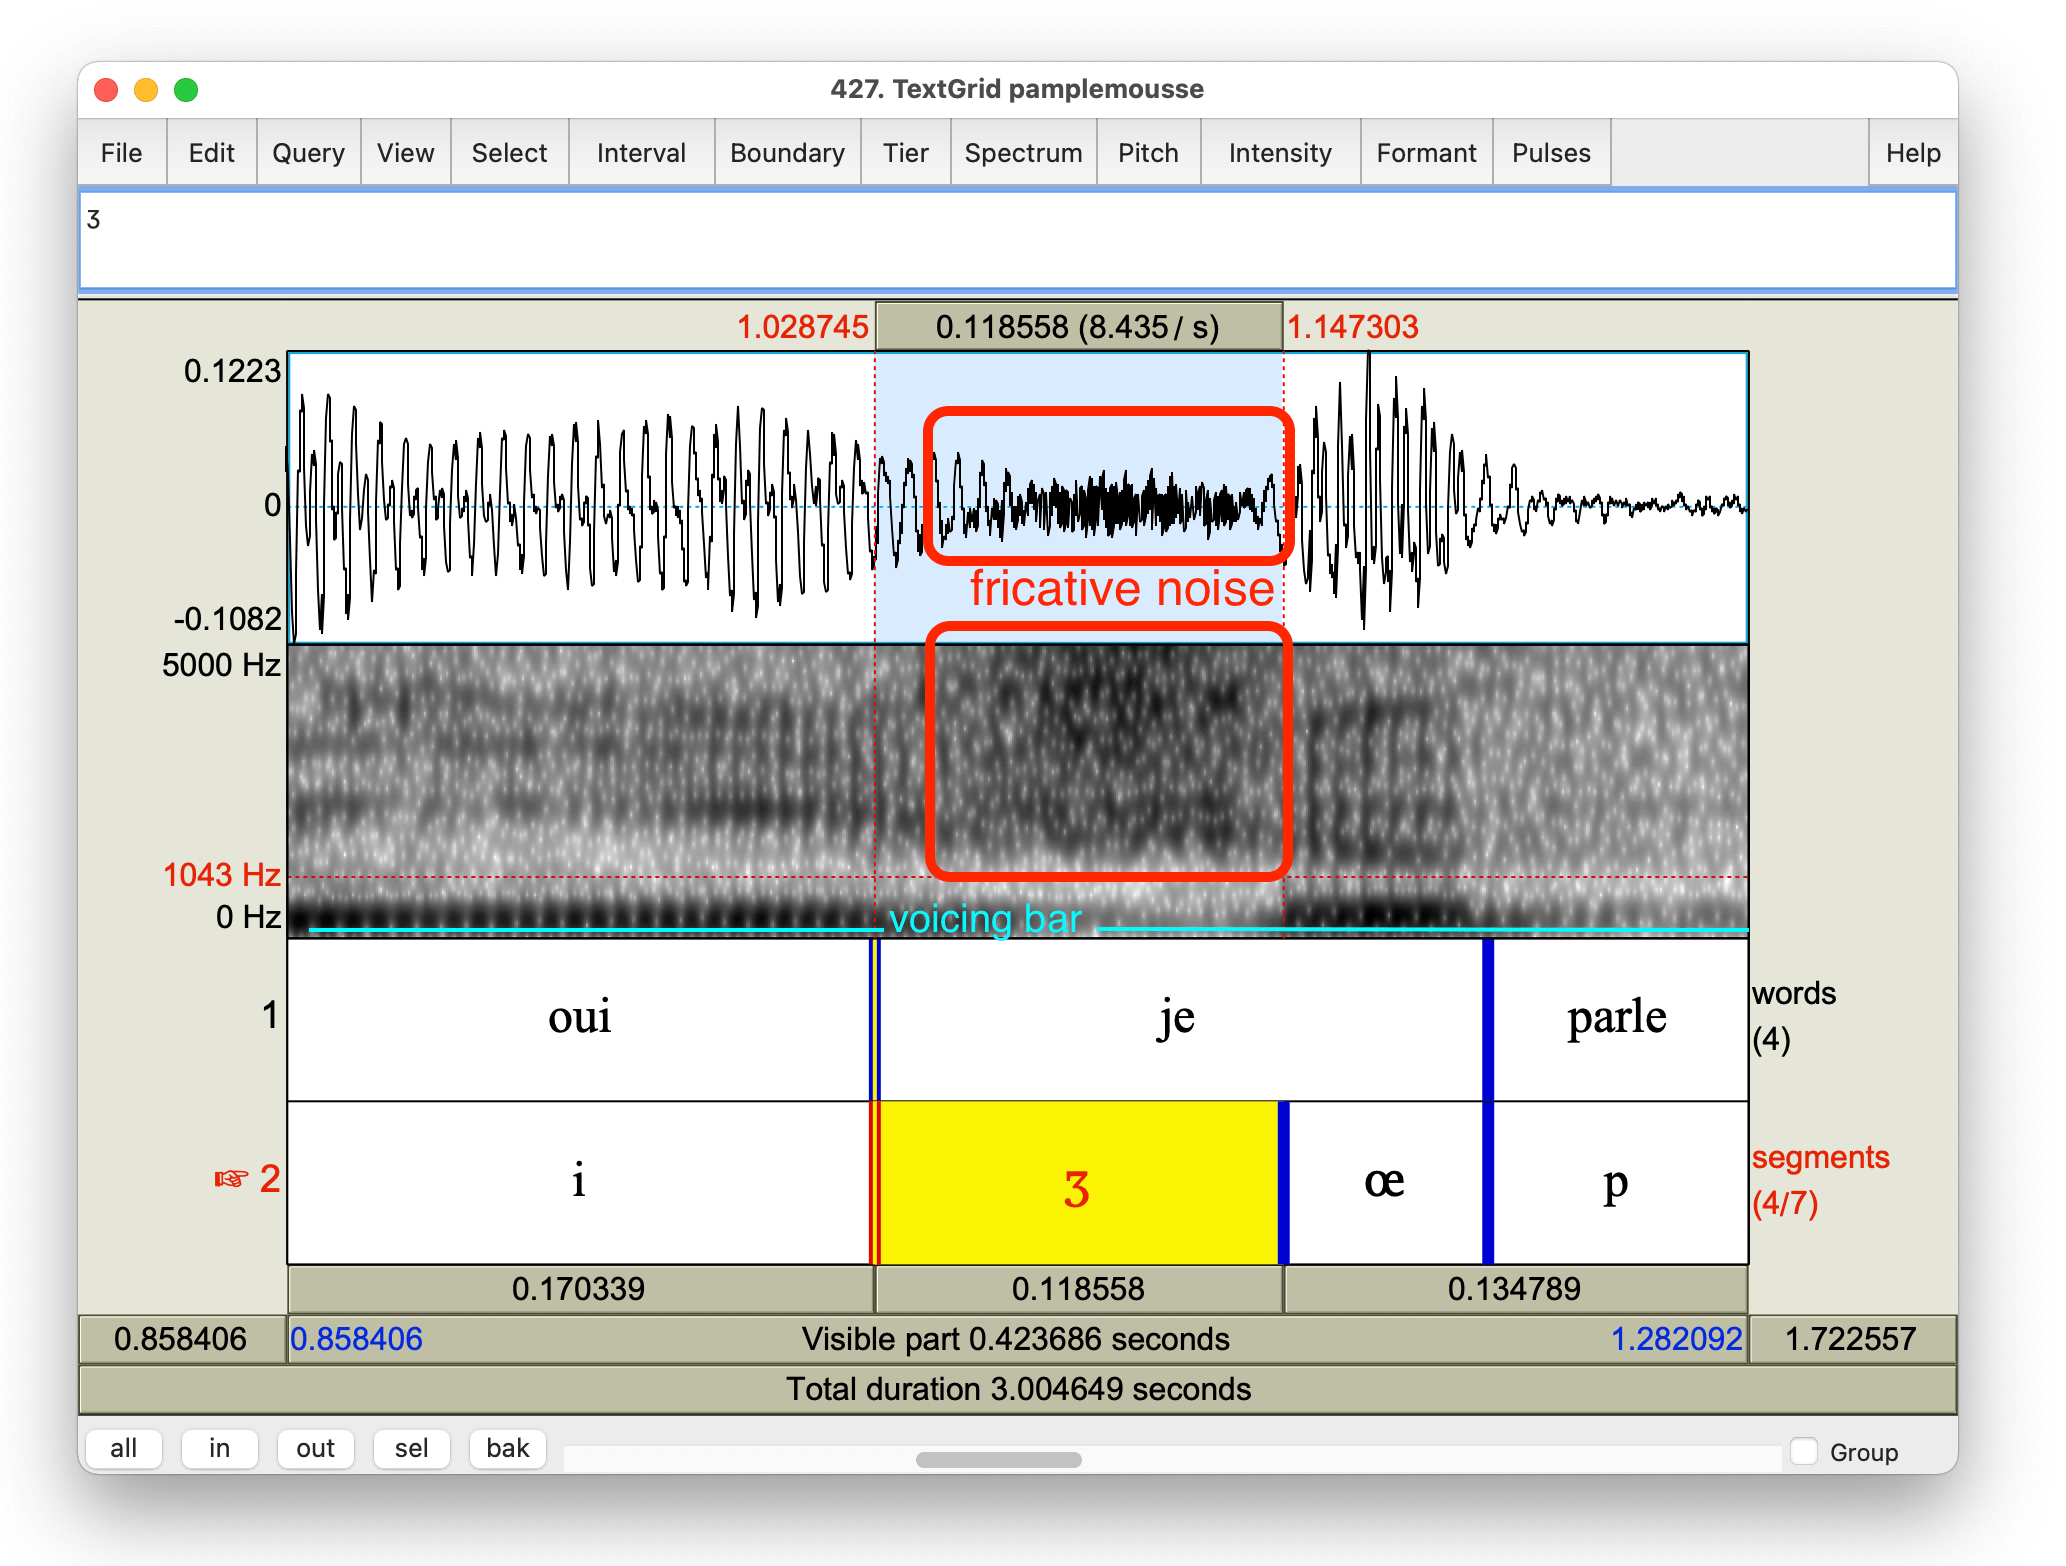 427. TextGrid pamplemousse
File Edit Query View Select Interval Boundary Tier Spectrum Pitch Intensity Formant Pulses Help
ʒ
1.028745 0.118558 (8.435 / s) 1.147303
0.1223
0
-0.1082
fricative noise
5000 Hz
1043 Hz
0 Hz
voicing bar
1 oui je parle words
(4)
☞ 2 i ʒ œ p segments
(4/7)
0.170339 0.118558 0.134789
0.858406 0.858406 Visible part 0.423686 seconds 1.282092 1.722557
Total duration 3.004649 seconds
all in out sel bak Group